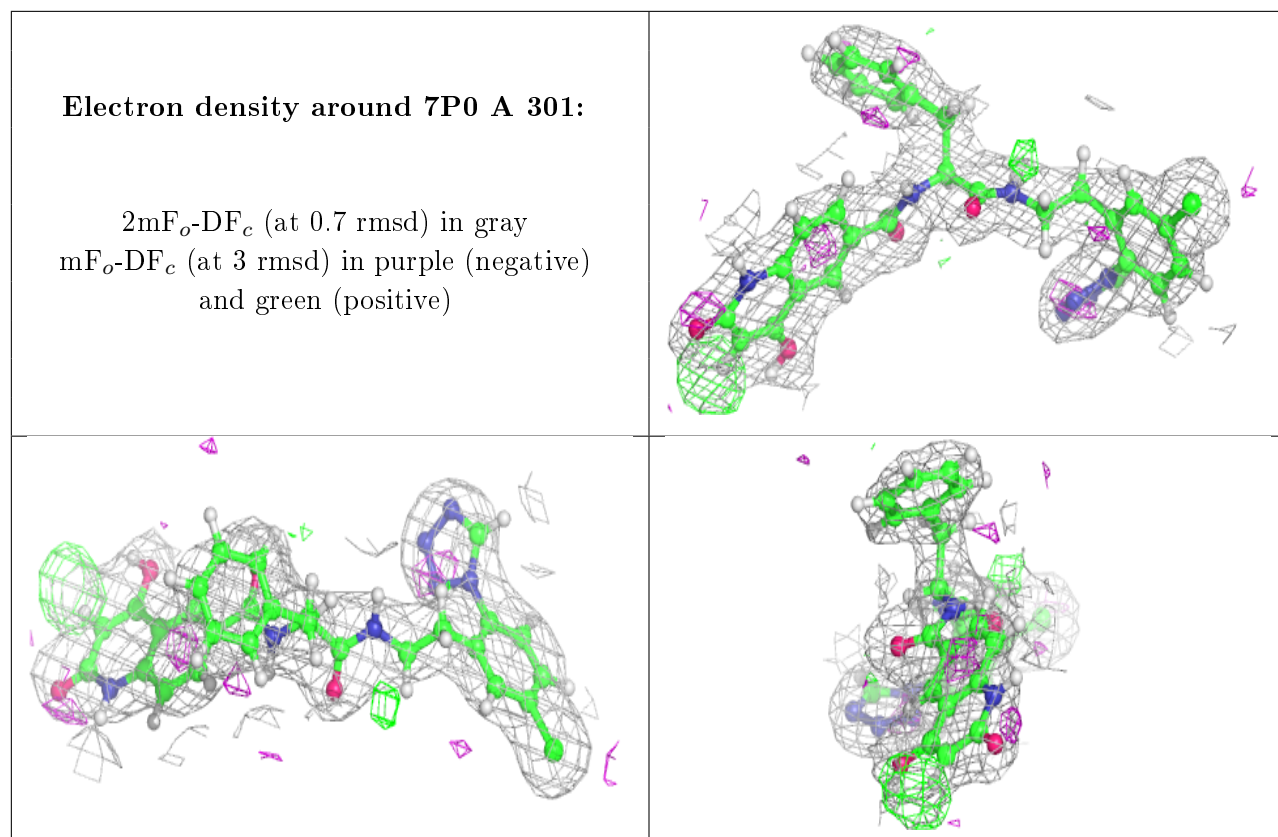 Electron density around 7P0 A 301:
2mFₒ-DF𝒸 (at 0.7 rmsd) in gray
mFₒ-DF𝒸 (at 3 rmsd) in purple (negative)
and green (positive)